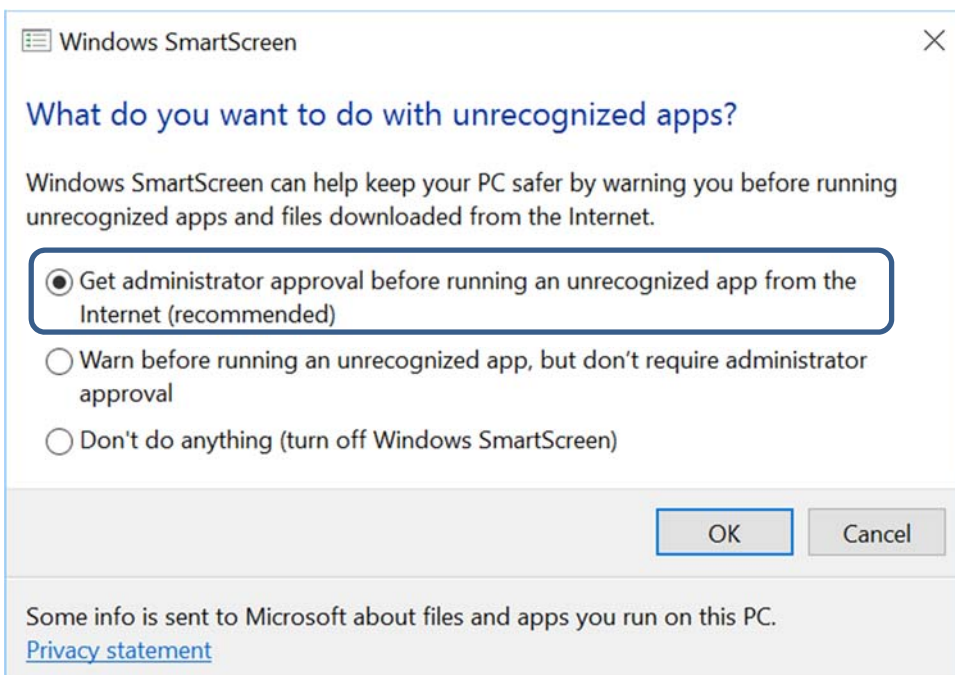 Windows SmartScreen
What do you want to do with unrecognized apps?
Windows SmartScreen can help keep your PC safer by warning you before running
unrecognized apps and files downloaded from the Internet.
Get administrator approval before running an unrecognized app from the
Internet (recommended)
Warn before running an unrecognized app, but don't require administrator
approval
Don't do anything (turn off Windows SmartScreen)
OK
Cancel
Some info is sent to Microsoft about files and apps you run on this PC.
Privacy statement